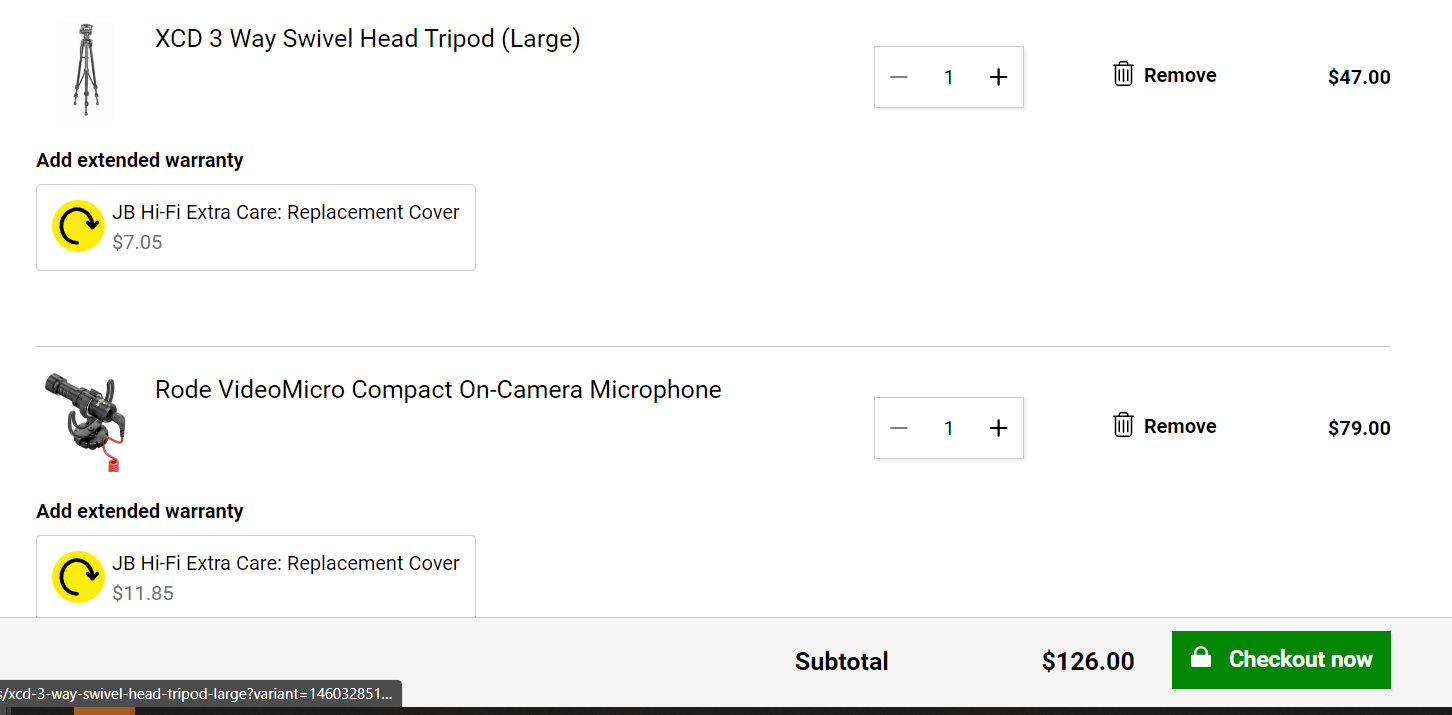 XCD 3 Way Swivel Head Tripod (Large)
1
Remove
$47.00
Add extended warranty
JB Hi-Fi Extra Care: Replacement Cover
$7.05
Rode VideoMicro Compact On-Camera Microphone
1
Remove
$79.00
Add extended warranty
JB Hi-Fi Extra Care: Replacement Cover
$11.85
Subtotal
$126.00
Checkout now
s/xcd-3-way-swivel-head-tripod-large?variant=146032851...